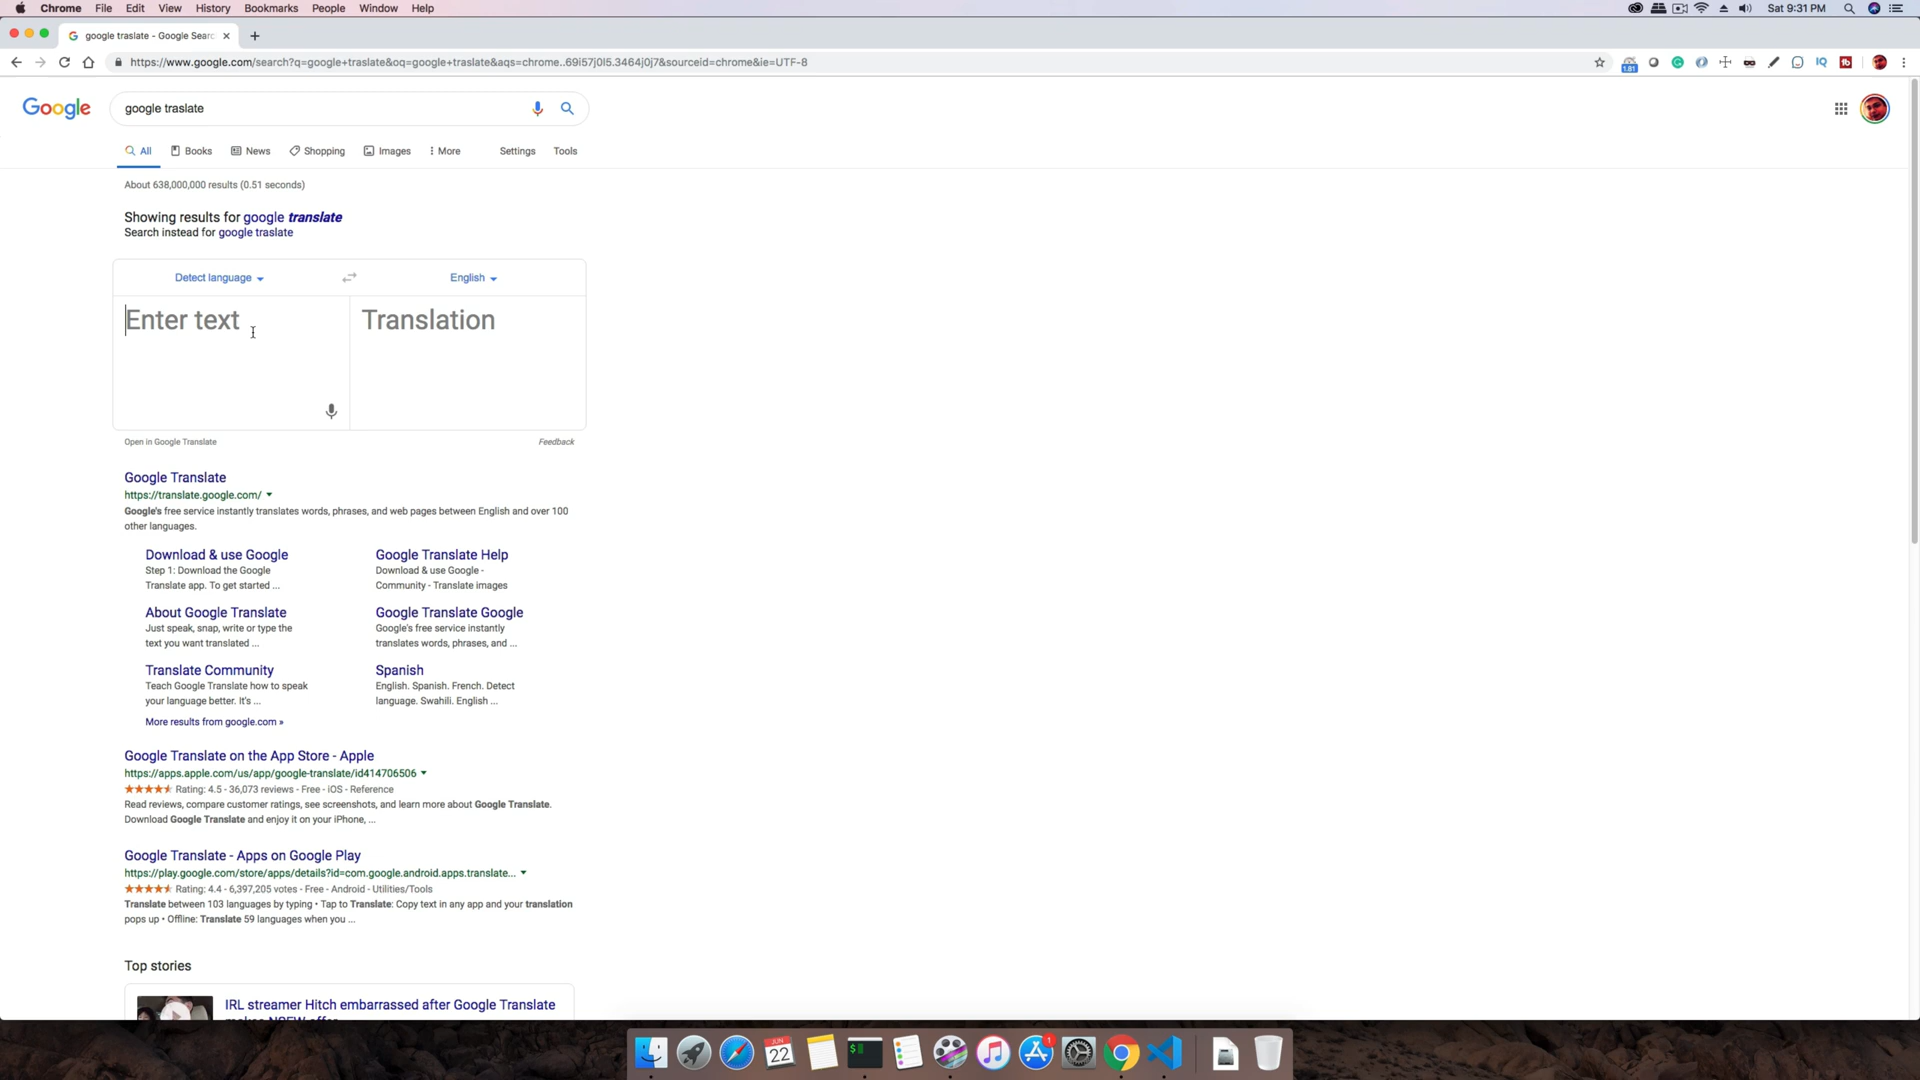 Chrome File Edit View History Bookmarks People Window Help Sat 9:31 PM
google traslate - Google Searc
https://www.google.com/search?q=google+traslate&oq=google+traslate&aqs=chrome..69i57j0l5.3464j0j7&sourceid=chrome&ie=UTF-8
1.81
IQ
Google google traslate
All Books News Shopping Images More Settings Tools
About 638,000,000 results (0.51 seconds)
Showing results for google translate
Search instead for google traslate
Detect language English
Enter text Translation
Open in Google Translate Feedback
Google Translate
https://translate.google.com/
Google's free service instantly translates words, phrases, and web pages between English and over 100
other languages.
Download & use Google
Step 1: Download the Google
Translate app. To get started ...
Google Translate Help
Download & use Google -
Community - Translate images
About Google Translate
Just speak, snap, write or type the
text you want translated ...
Google Translate Google
Google's free service instantly
translates words, phrases, and ...
Translate Community
Teach Google Translate how to speak
your language better. It's ...
Spanish
English. Spanish. French. Detect
language. Swahili. English ...
More results from google.com »
Google Translate on the App Store - Apple
https://apps.apple.com/us/app/google-translate/id414706506
Rating: 4.5 - 36,073 reviews - Free - iOS - Reference
Read reviews, compare customer ratings, see screenshots, and learn more about Google Translate.
Download Google Translate and enjoy it on your iPhone, ...
Google Translate - Apps on Google Play
https://play.google.com/store/apps/details?id=com.google.android.apps.translate...
Rating: 4.4 - 6,397,205 votes - Free - Android - Utilities/Tools
Translate between 103 languages by typing • Tap to Translate: Copy text in any app and your translation
pops up • Offline: Translate 59 languages when you ...
Top stories
IRL streamer Hitch embarrassed after Google Translate
JUN
22
1